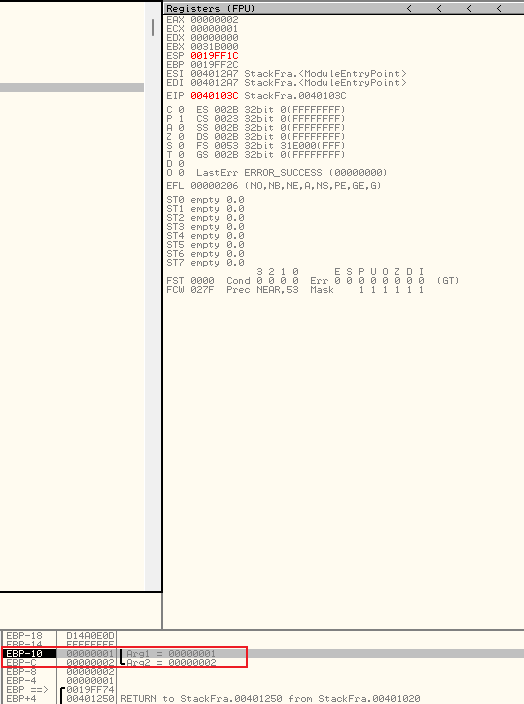 Registers (FPU) < < < <
EAX 00000002
ECX 00000001
EDX 00000000
EBX 0031B000
ESP 0019FF1C
EBP 0019FF2C
ESI 004012A7 StackFra.<ModuleEntryPoint>
EDI 004012A7 StackFra.<ModuleEntryPoint>
EIP 0040103C StackFra.0040103C
C 0 ES 002B 32bit 0(FFFFFFFF)
P 1 CS 0023 32bit 0(FFFFFFFF)
A 0 SS 002B 32bit 0(FFFFFFFF)
Z 0 DS 002B 32bit 0(FFFFFFFF)
S 0 FS 0053 32bit 31E000(FFF)
T 0 GS 002B 32bit 0(FFFFFFFF)
D 0
O 0 LastErr ERROR_SUCCESS (00000000)
EFL 00000206 (NO,NB,NE,A,NS,PE,GE,G)
ST0 empty 0.0
ST1 empty 0.0
ST2 empty 0.0
ST3 empty 0.0
ST4 empty 0.0
ST5 empty 0.0
ST6 empty 0.0
ST7 empty 0.0
3 2 1 0 E S P U O Z D I
FST 0000 Cond 0 0 0 0 Err 0 0 0 0 0 0 0 0 (GT)
FCW 027F Prec NEAR,53 Mask 1 1 1 1 1 1
EBP-18 D14A0E0D
EBP-14 FFFFFFFF
EBP-10 00000001 Arg1 = 00000001
EBP-C 00000002 Arg2 = 00000002
EBP-8 00000002
EBP-4 00000001
EBP ==> 0019FF74
EBP+4 00401250 RETURN to StackFra.00401250 from StackFra.00401020